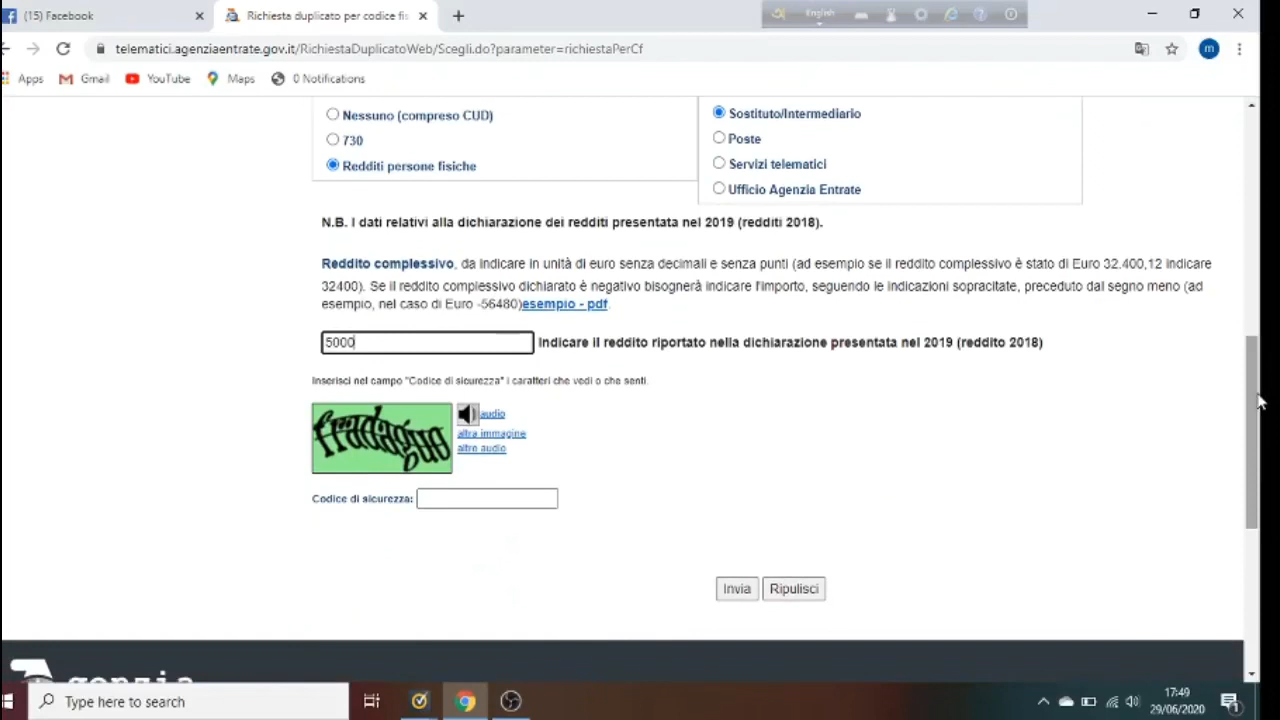 (15) Facebook
Richiesta duplicato per codice fis
English
telematici.agenziaentrate.gov.it/RichiestaDuplicatoWeb/Scegli.do?parameter=richiestaPerCf
m
Apps
Gmail
YouTube
Maps
0 Notifications
Nessuno (compreso CUD)
730
Redditi persone fisiche
Sostituto/Intermediario
Poste
Servizi telematici
Ufficio Agenzia Entrate
N.B. I dati relativi alla dichiarazione dei redditi presentata nel 2019 (redditi 2018).
Reddito complessivo, da indicare in unità di euro senza decimali e senza punti (ad esempio se il reddito complessivo è stato di Euro 32.400,12 indicare
32400). Se il reddito complessivo dichiarato è negativo bisognerà indicare l'importo, seguendo le indicazioni sopracitate, preceduto dal segno meno (ad
esempio, nel caso di Euro -56480)esempio - pdf.
5000
Indicare il reddito riportato nella dichiarazione presentata nel 2019 (reddito 2018)
Inserisci nel campo "Codice di sicurezza" i caratteri che vedi o che senti.
fradaguo
audio
altra immagine
altro audio
Codice di sicurezza:
Invia
Ripulisci
genzia
Type here to search
17:49
29/06/2020
1